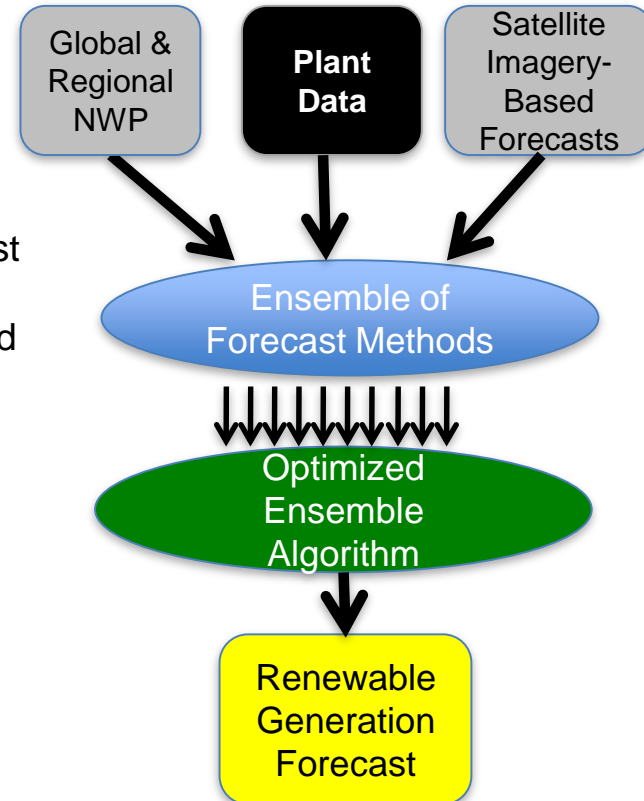 Global &
Regional
NWP
Plant
Data
Satellite
Imagery-
Based
Forecasts
st
d
Ensemble of
Forecast Methods
Optimized
Ensemble
Algorithm
Renewable
Generation
Forecast